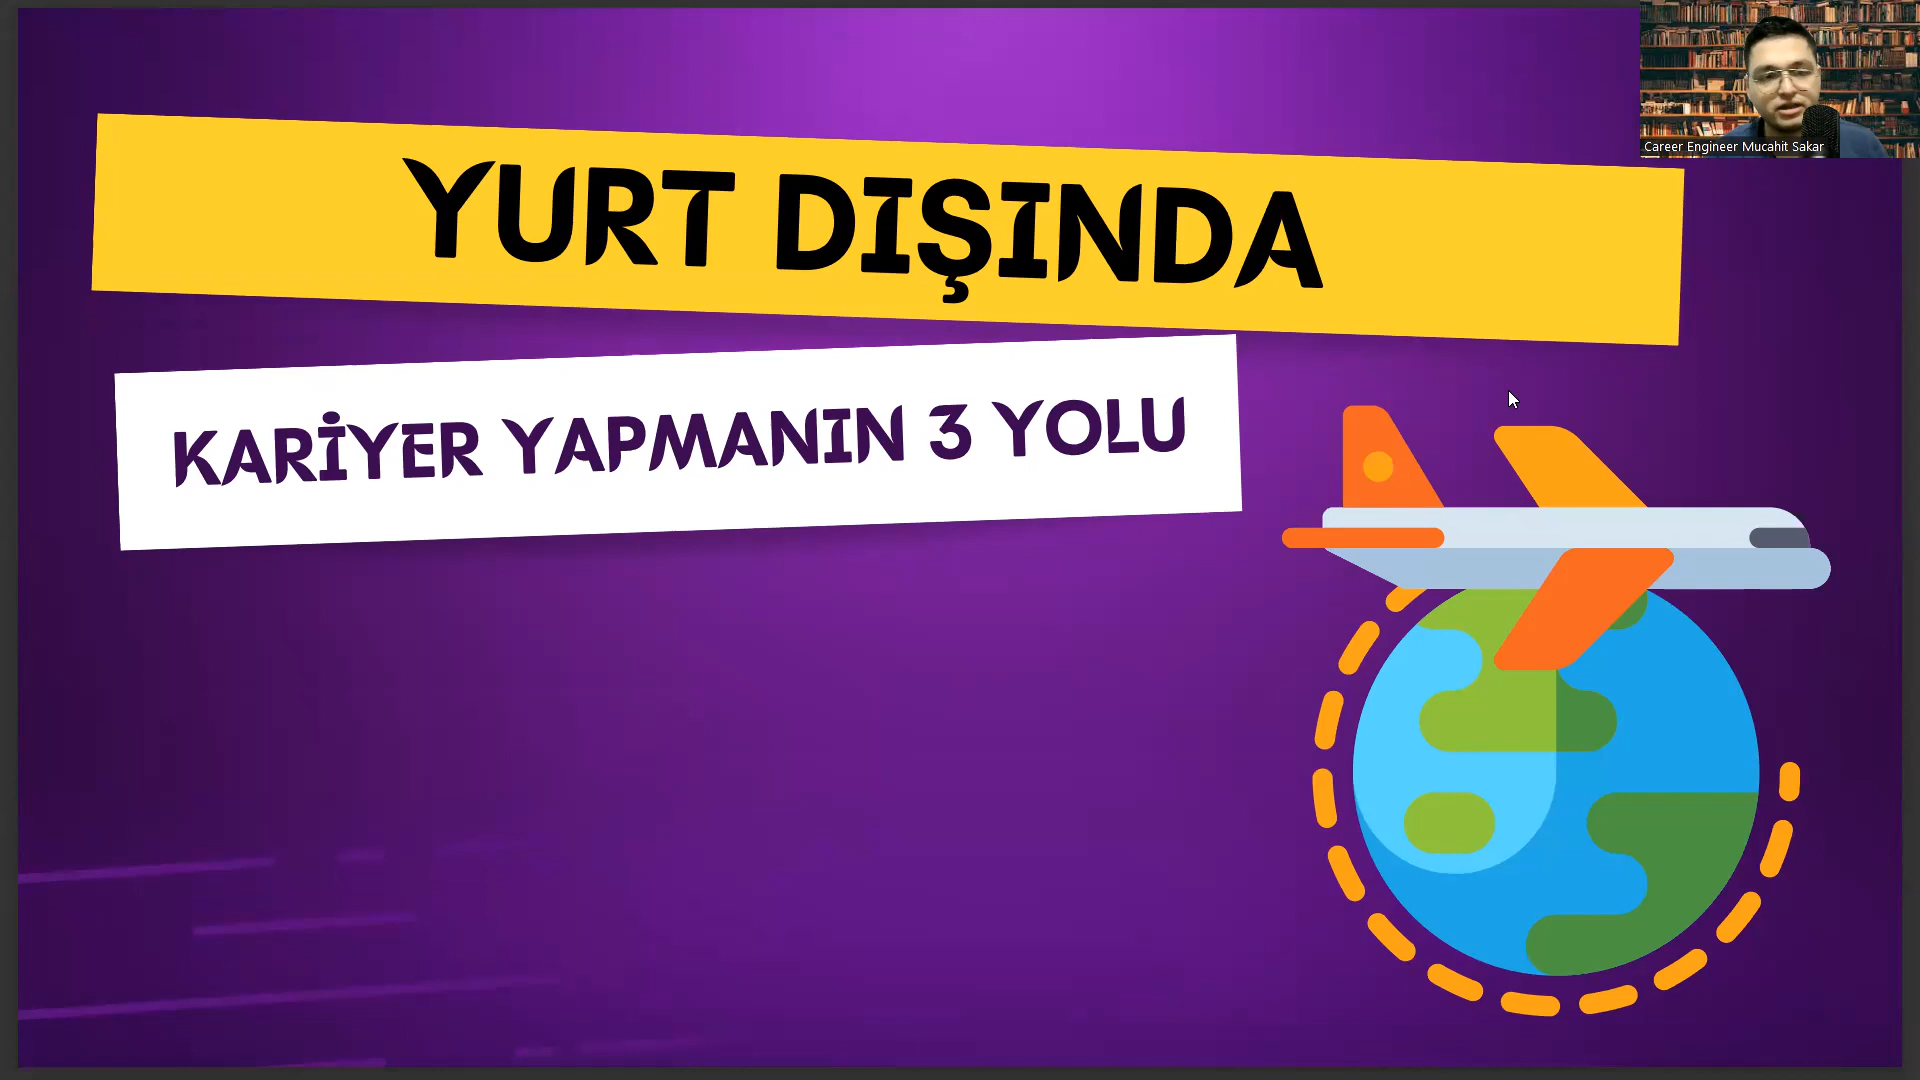 YURT DIŞINDA
KARİYER YAPMANIN 3 YOLU
Career Engineer Mucahit Sakar